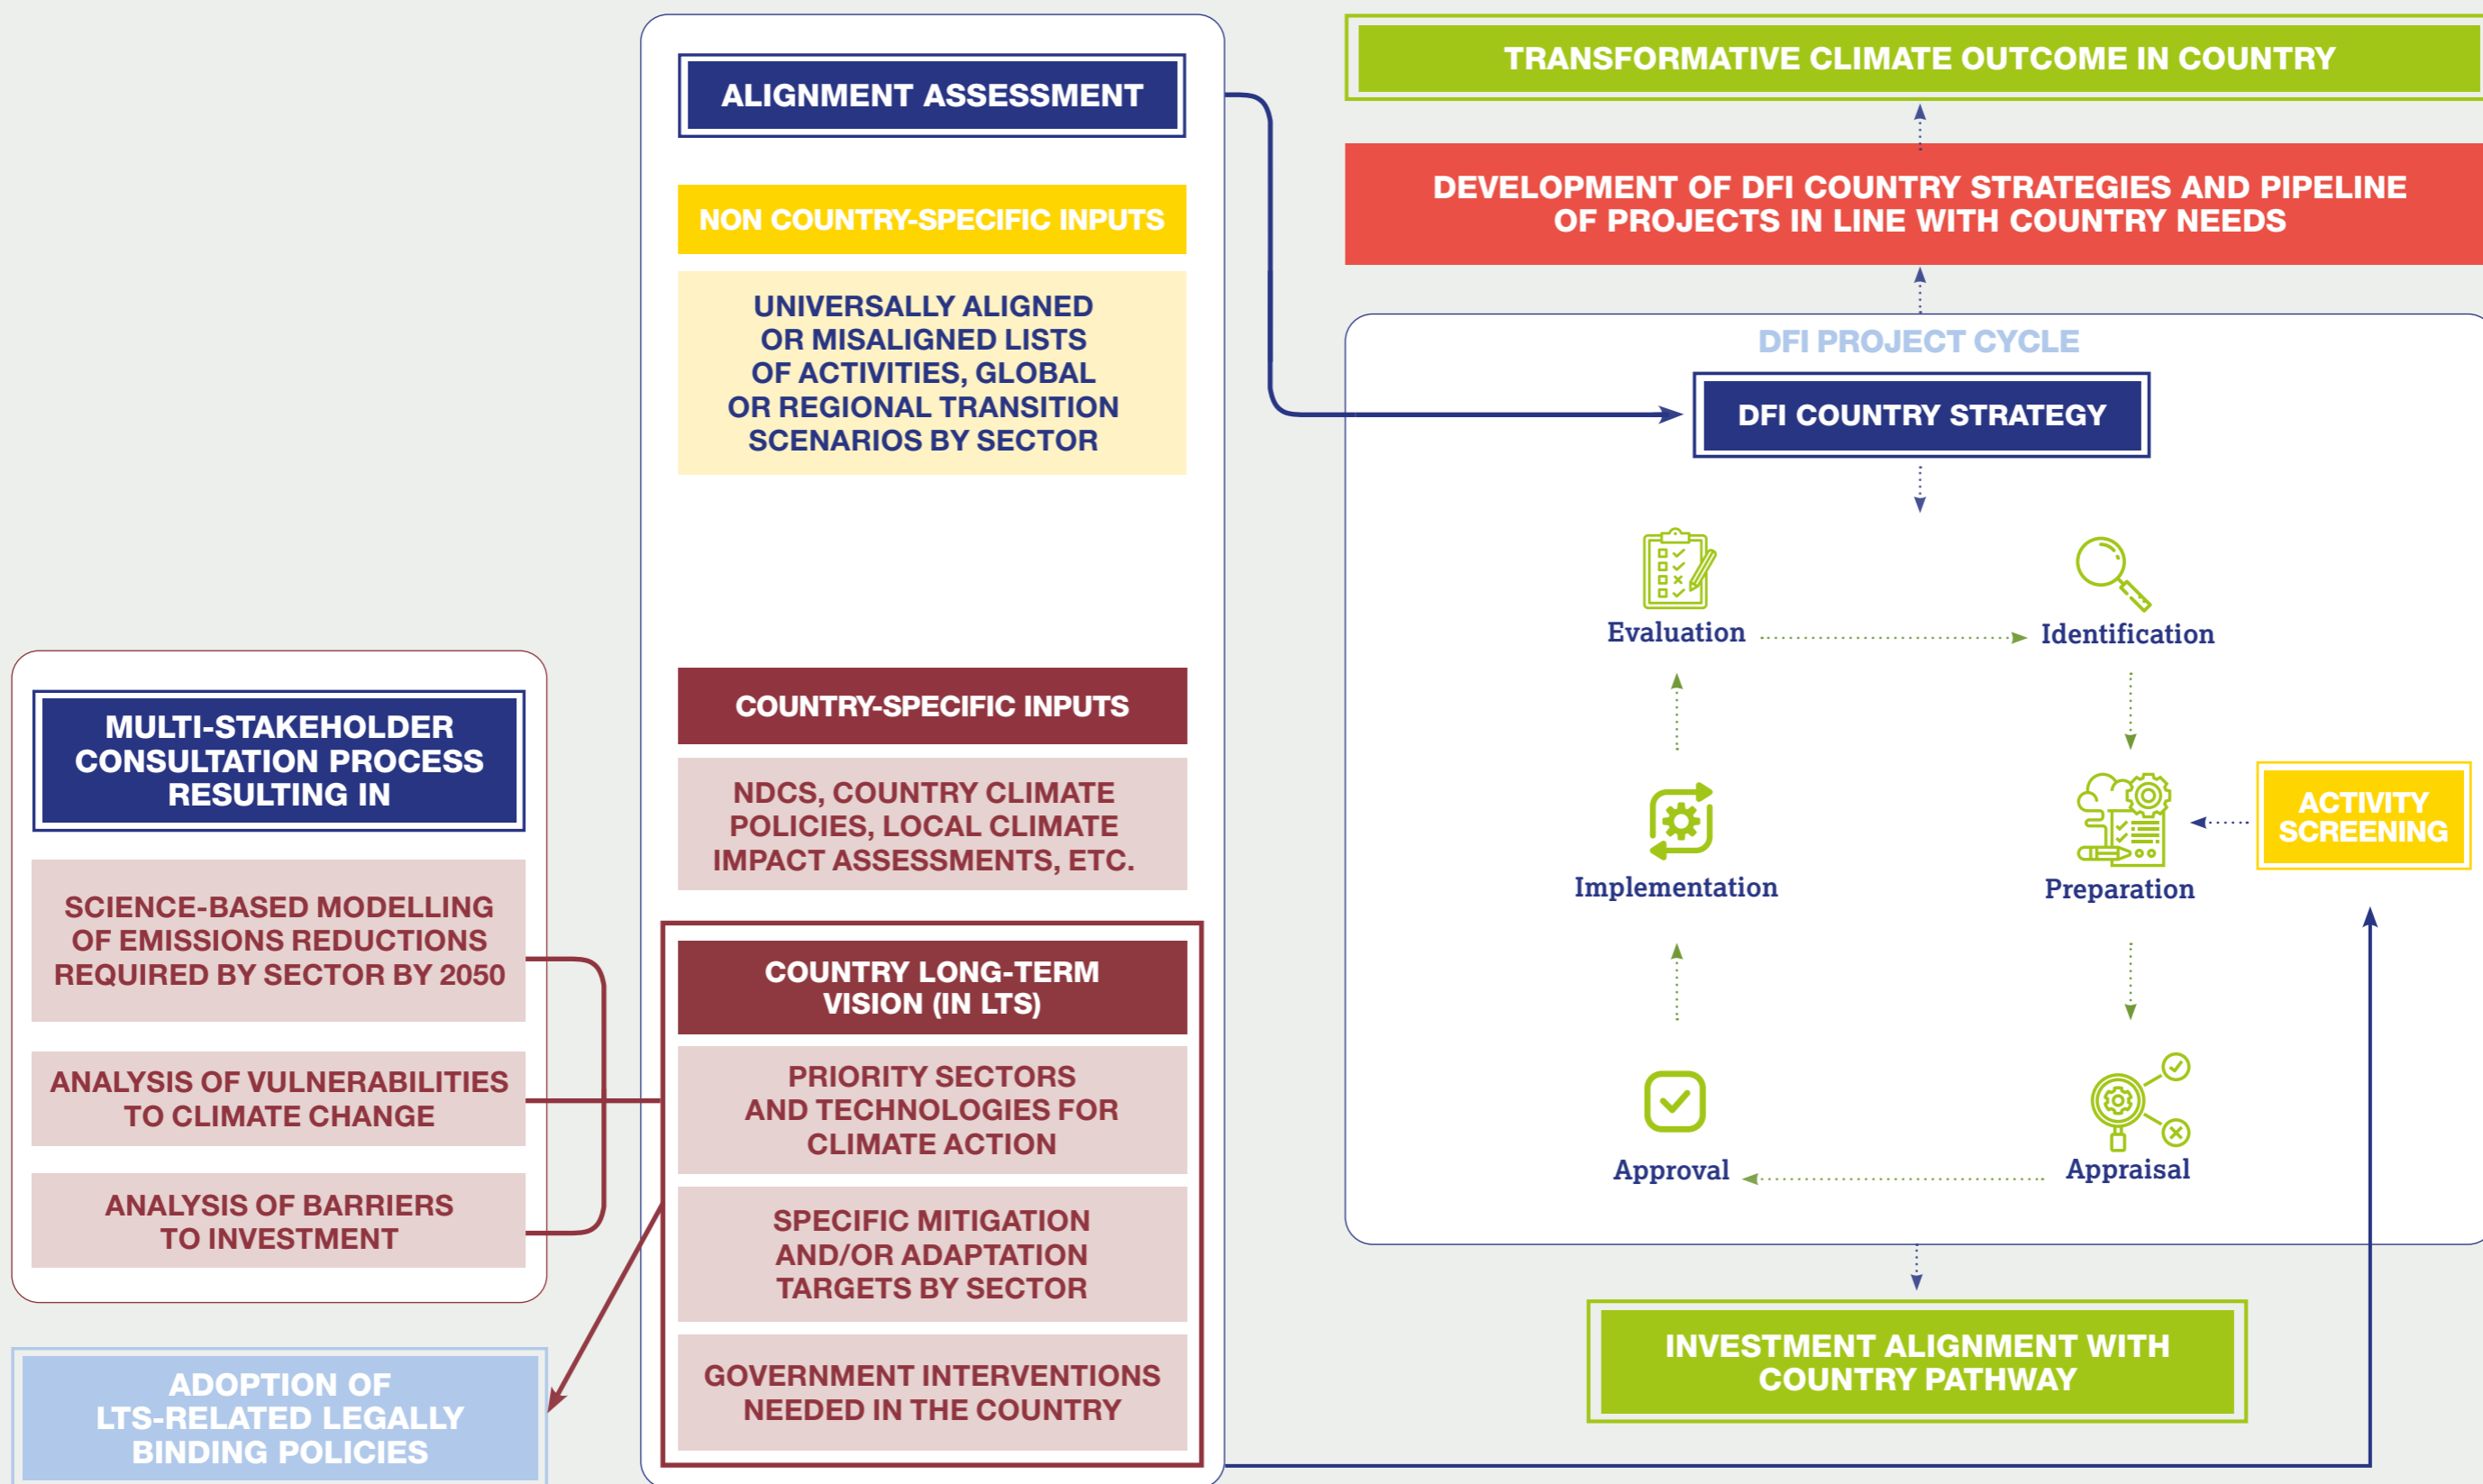 MULTI-STAKEHOLDER
CONSULTATION PROCESS
RESULTING IN
SCIENCE-BASED MODELLING
OF EMISSIONS REDUCTIONS
REQUIRED BY SECTOR BY 2050
ANALYSIS OF VULNERABILITIES
TO CLIMATE CHANGE
ANALYSIS OF BARRIERS
TO INVESTMENT
ADOPTION OF
LTS-RELATED LEGALLY
BINDING POLICIES
ALIGNMENT ASSESSMENT
NON COUNTRY-SPECIFIC INPUTS
UNIVERSALLY ALIGNED
OR MISALIGNED LISTS
OF ACTIVITIES, GLOBAL
OR REGIONAL TRANSITION
SCENARIOS BY SECTOR
COUNTRY-SPECIFIC INPUTS
NDCS, COUNTRY CLIMATE
POLICIES, LOCAL CLIMATE
IMPACT ASSESSMENTS, ETC.
COUNTRY LONG-TERM
VISION (IN LTS)
PRIORITY SECTORS
AND TECHNOLOGIES FOR
CLIMATE ACTION
SPECIFIC MITIGATION
AND/OR ADAPTATION
TARGETS BY SECTOR
GOVERNMENT INTERVENTIONS
NEEDED IN THE COUNTRY
TRANSFORMATIVE CLIMATE OUTCOME IN COUNTRY
DEVELOPMENT OF DFI COUNTRY STRATEGIES AND PIPELINE
OF PROJECTS IN LINE WITH COUNTRY NEEDS
DFI PROJECT CYCLE
DFI COUNTRY STRATEGY
Evaluation
Identification
Implementation
Preparation
ACTIVITY
SCREENING
Approval
Appraisal
INVESTMENT ALIGNMENT WITH
COUNTRY PATHWAY